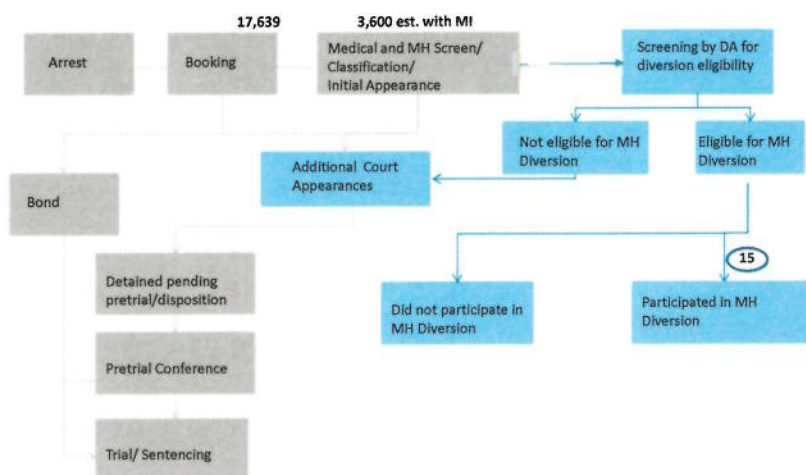 17,639
3,600 est. with MI
Arrest
Booking
Medical and MH Screen/
Classification/
Initial Appearance
Screening by DA for
diversion eligibility
Not eligible for MH
Diversion
Eligible for MH
Diversion
Additional Court
Appearances
Bond
15
Detained pending
pretrial/disposition
Did not participate in
MH Diversion
Participated in MH
Diversion
Pretrial Conference
Trial/ Sentencing